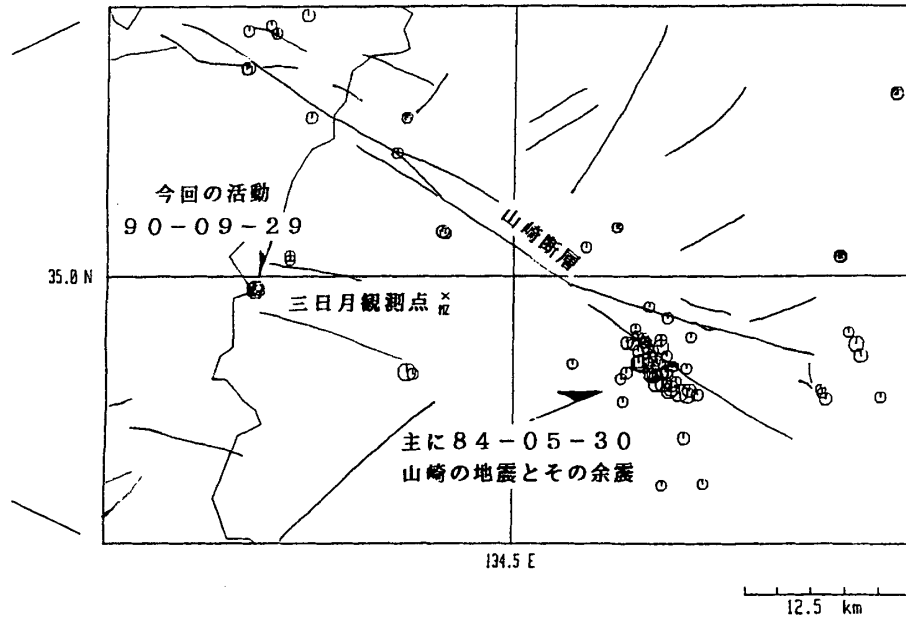 今回の活動
90-09-29
山崎断層
35.0 N
三日月観測点 ×
MZ
主に84-05-30
山崎の地震とその余震
134.5 E
12.5 km